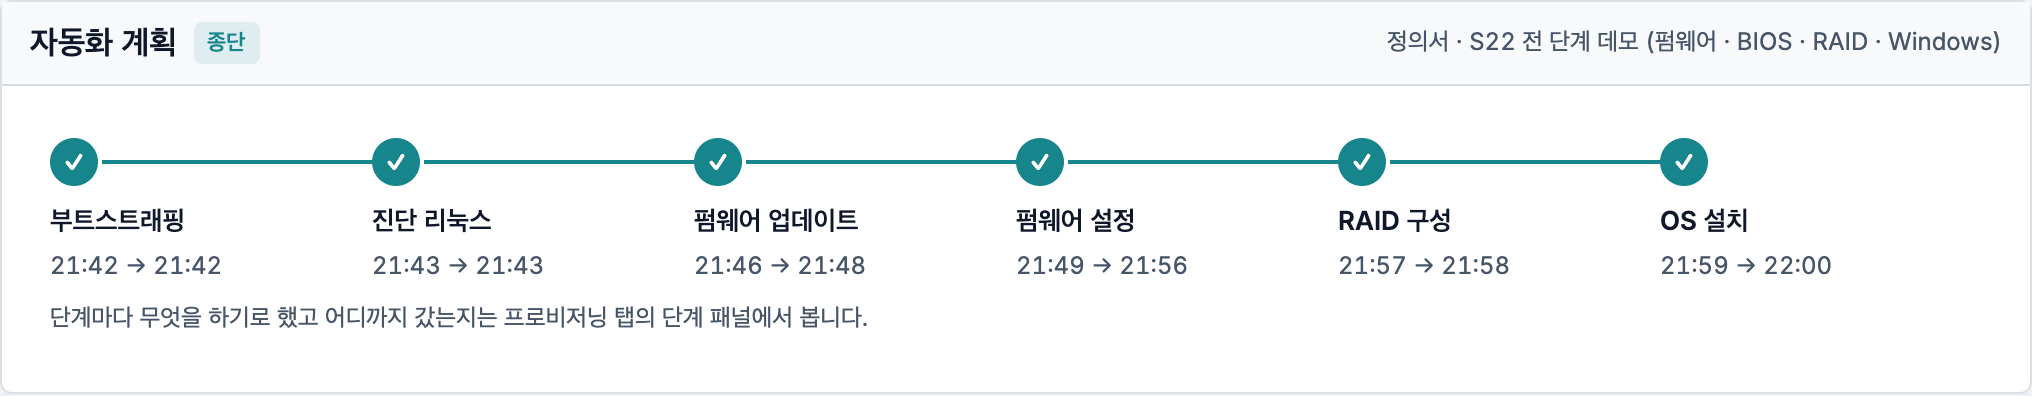 자동화 계획 종단
정의서 · S22 전 단계 데모 (펌웨어 · BIOS · RAID · Windows)
부트스트래핑
21:42 → 21:42
진단 리눅스
21:43 → 21:43
펌웨어 업데이트
21:46 → 21:48
펌웨어 설정
21:49 → 21:56
RAID 구성
21:57 → 21:58
OS 설치
21:59 → 22:00
단계마다 무엇을 하기로 했고 어디까지 갔는지는 프로비저닝 탭의 단계 패널에서 봅니다.